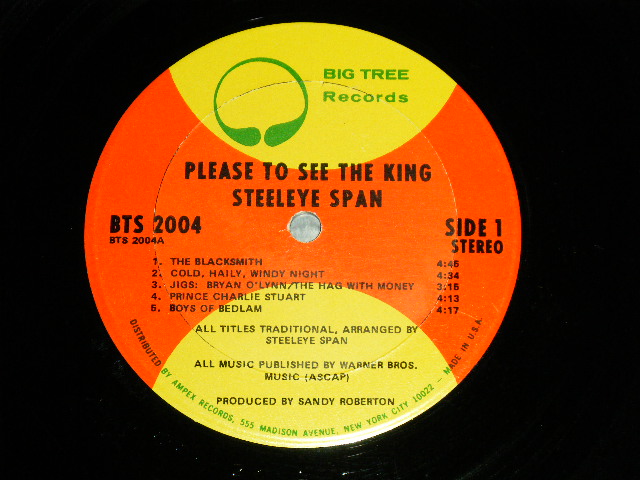 BIG TREE
Records
PLEASE TO SEE THE KING
STEELEYE SPAN
BTS 2004
BTS 2004A
SIDE 1
STEREO
1. THE BLACKSMITH 4:45
2. COLD, HAILY, WINDY NIGHT 4:34
3. JIGS: BRYAN O'LYNN/THE HAG WITH MONEY 3:15
4. PRINCE CHARLIE STUART 4:13
5. BOYS OF BEDLAM 4:17
ALL TITLES TRADITIONAL, ARRANGED BY
STEELEYE SPAN
ALL MUSIC PUBLISHED BY WARNER BROS.
MUSIC (ASCAP)
PRODUCED BY SANDY ROBERTON
DISTRIBUTED BY AMPEX RECORDS, 555 MADISON AVENUE, NEW YORK CITY 10022 – MADE IN U.S.A.